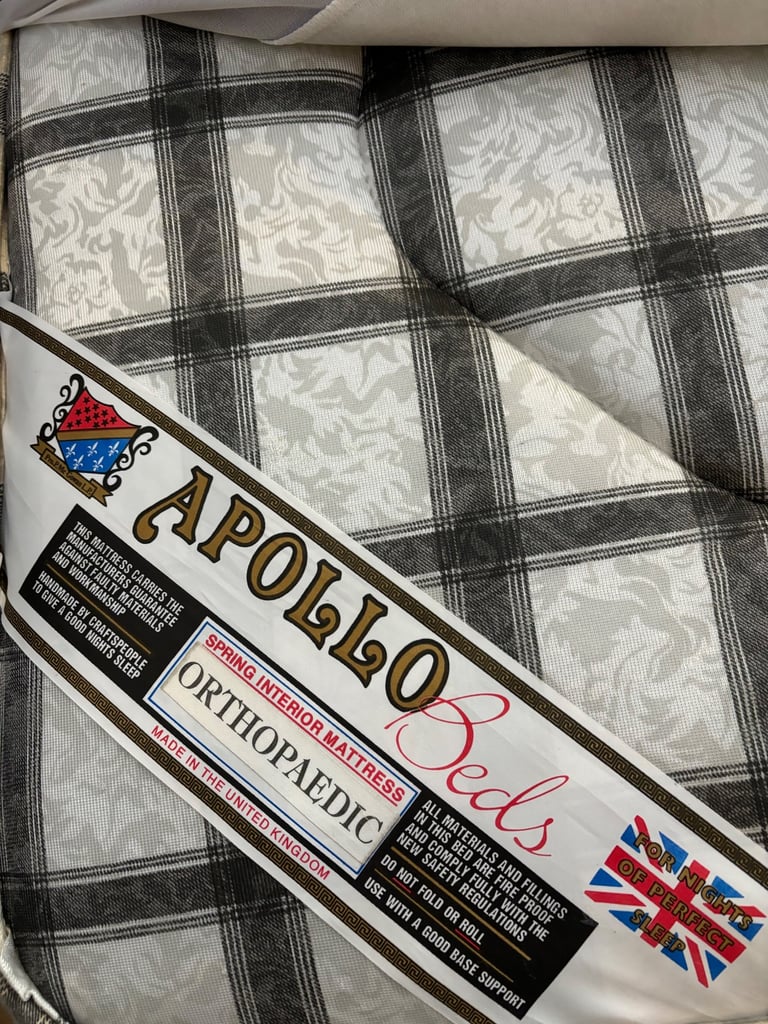 APOLLO
Beds
THIS MATTRESS CARRIES THE
MANUFACTURERS GUARANTEE
AGAINST FAULTY MATERIALS
AND WORKMANSHIP
HANDMADE BY CRAFTSPEOPLE
TO GIVE A GOOD NIGHTS SLEEP
SPRING INTERIOR MATTRESS
ORTHOPAEDIC
MADE IN THE UNITED KINGDOM
ALL MATERIALS AND FILLING'S
IN THIS BED ARE FIRE PROOF
AND COMPLY FULLY WITH THE
NEW SAFETY REGULATIONS
DO NOT FOLD OR ROLL
USE WITH A GOOD BASE SUPPORT
FOR NIGHTS
OF PERFECT
SLEEP